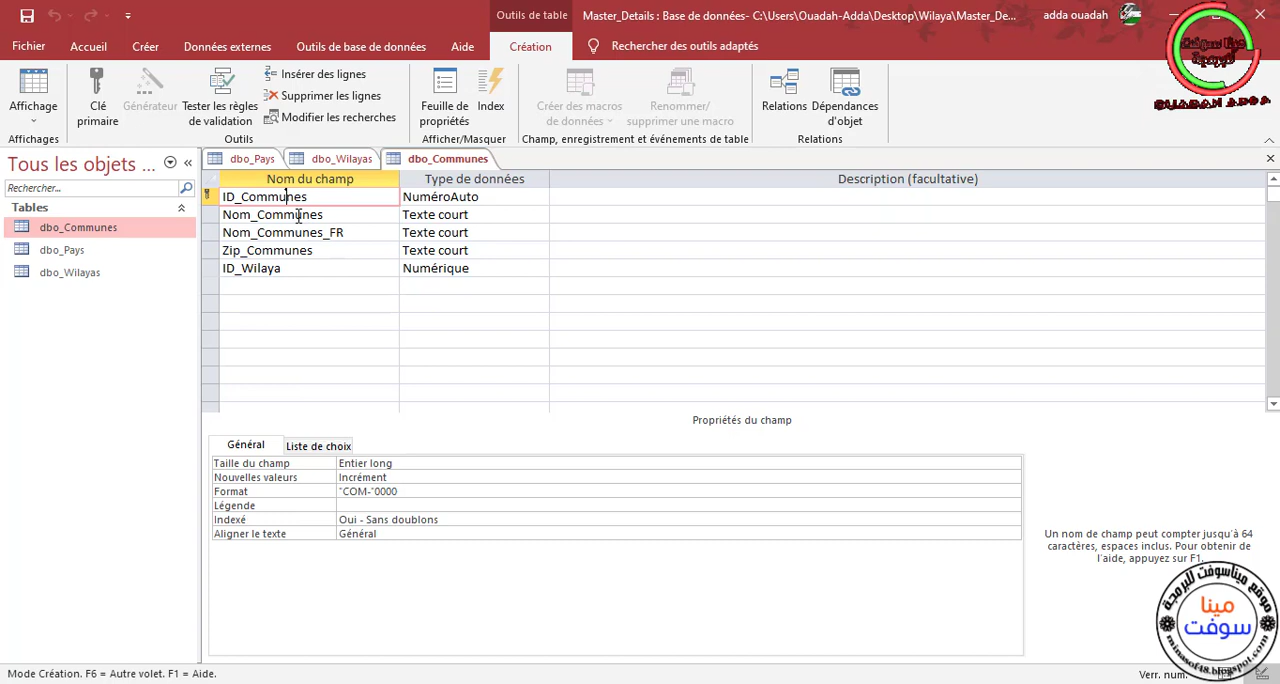 Outils de table
Master_Details : Base de données- C:\Users\Ouadah-Adda\Desktop\Wilaya\Master_De...
adda ouadah
Fichier
Accueil
Créer
Données externes
Outils de base de données
Aide
Création
Rechercher des outils adaptés
Affichage
Clé primaire
Générateur
Tester les règles de validation
Insérer des lignes
Supprimer les lignes
Modifier les recherches
Feuille de propriétés
Index
Créer des macros de données
Renommer/ supprimer une macro
Relations
Dépendances d'objet
Affichages
Outils
Afficher/Masquer
Champ, enregistrement et événements de table
Relations
OUADAH ADDA
Tous les objets ...
Rechercher...
Tables
dbo_Communes
dbo_Pays
dbo_Wilayas
dbo_Pays
dbo_Wilayas
dbo_Communes
Nom du champ
Type de données
Description (facultative)
ID_Communes
NuméroAuto
Nom_Communes
Texte court
Nom_Communes_FR
Texte court
Zip_Communes
Texte court
ID_Wilaya
Numérique
Propriétés du champ
Général
Liste de choix
Taille du champ
Entier long
Nouvelles valeurs
Incrément
Format
"COM-"0000
Légende
Indexé
Oui - Sans doublons
Aligner le texte
Général
Un nom de champ peut compter jusqu'à 64
caractères, espaces inclus. Pour obtenir de
l'aide, appuyez sur F1.
موقع ميناسوفت للبرمجة
مينا
سوفت
minasof48.blogspot.com
Mode Création. F6 = Autre volet. F1 = Aide.
Verr. num.